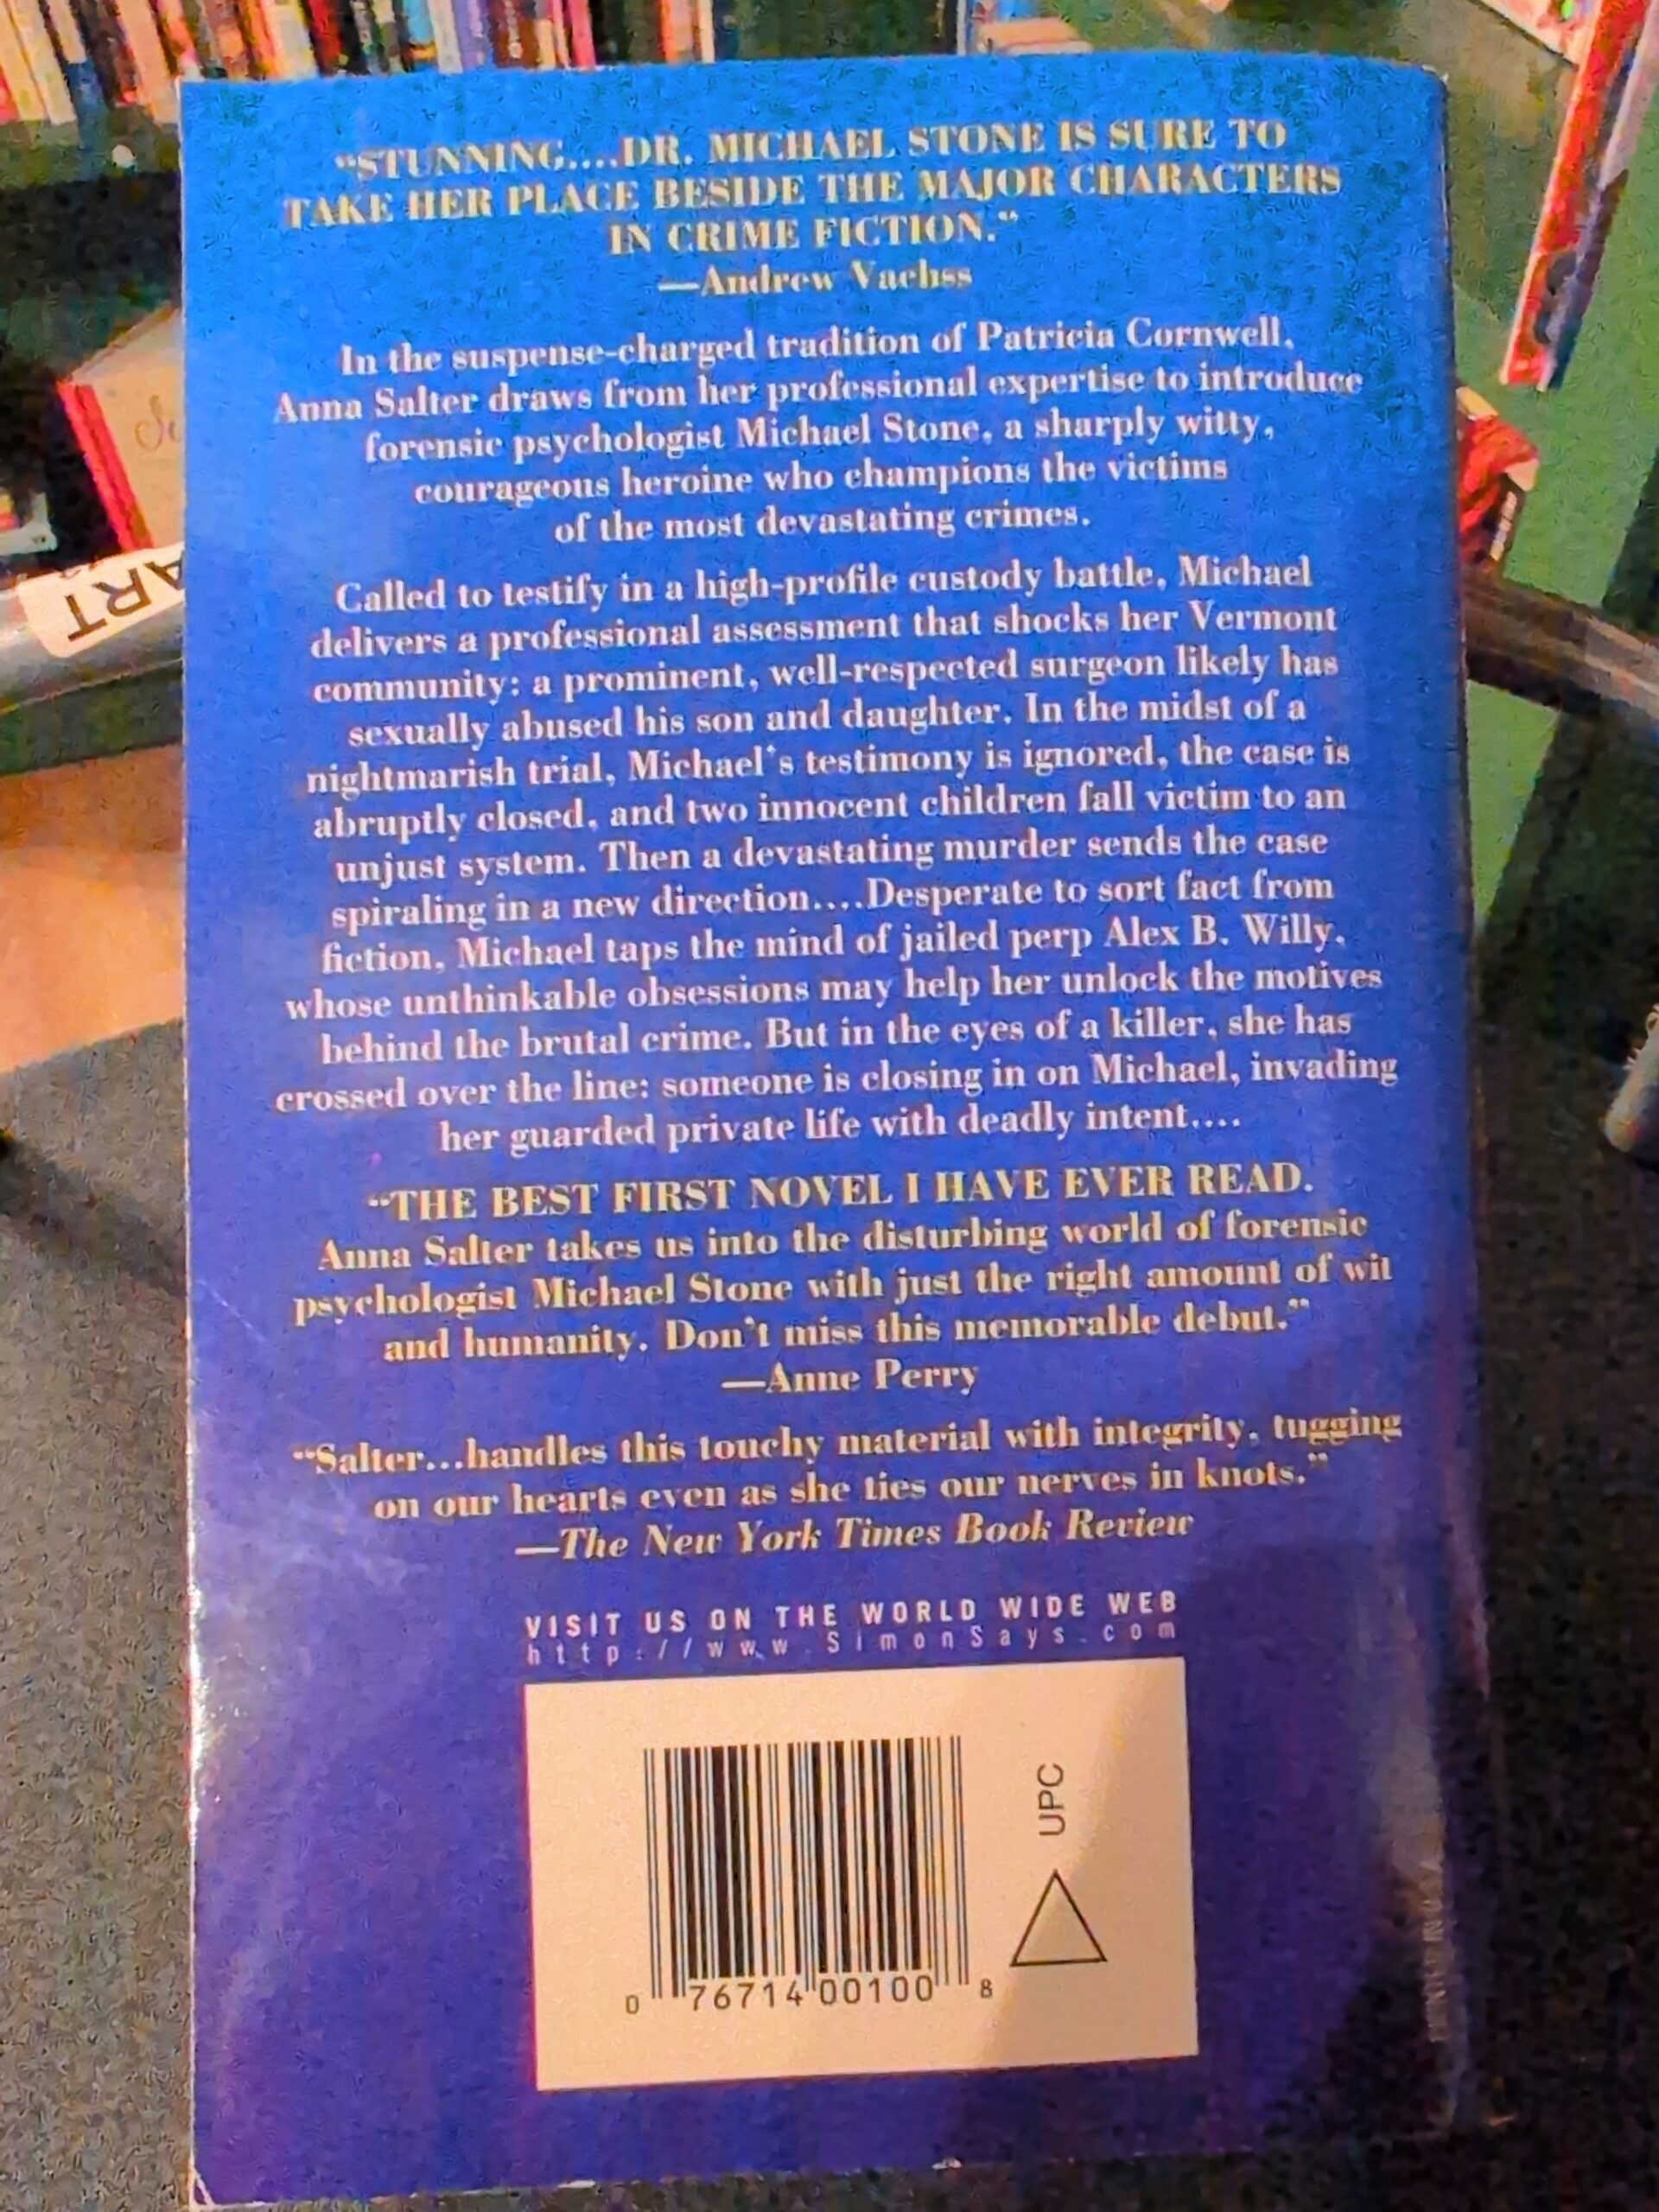 "STUNNING....DR. MICHAEL STONE IS SURE TO
TAKE HER PLACE BESIDE THE MAJOR CHARACTERS
IN CRIME FICTION."
—Andrew Vachss
In the suspense-charged tradition of Patricia Cornwell,
Anna Salter draws from her professional expertise to introduce
forensic psychologist Michael Stone, a sharply witty,
courageous heroine who champions the victims
of the most devastating crimes.
Called to testify in a high-profile custody battle, Michael
delivers a professional assessment that shocks her Vermont
community: a prominent, well-respected surgeon likely has
sexually abused his son and daughter. In the midst of a
nightmarish trial, Michael's testimony is ignored, the case is
abruptly closed, and two innocent children fall victim to an
unjust system. Then a devastating murder sends the case
spiraling in a new direction....Desperate to sort fact from
fiction, Michael taps the mind of jailed perp Alex B. Willy,
whose unthinkable obsessions may help her unlock the motives
behind the brutal crime. But in the eyes of a killer, she has
crossed over the line: someone is closing in on Michael, invading
her guarded private life with deadly intent....
"THE BEST FIRST NOVEL I HAVE EVER READ.
Anna Salter takes us into the disturbing world of forensic
psychologist Michael Stone with just the right amount of wit
and humanity. Don't miss this memorable debut."
—Anne Perry
"Salter...handles this touchy material with integrity, tugging
on our hearts even as she ties our nerves in knots."
—The New York Times Book Review
VISIT US ON THE WORLD WIDE WEB
http://www.SimonSays.com
UPC
0 76714 00100 8
ART